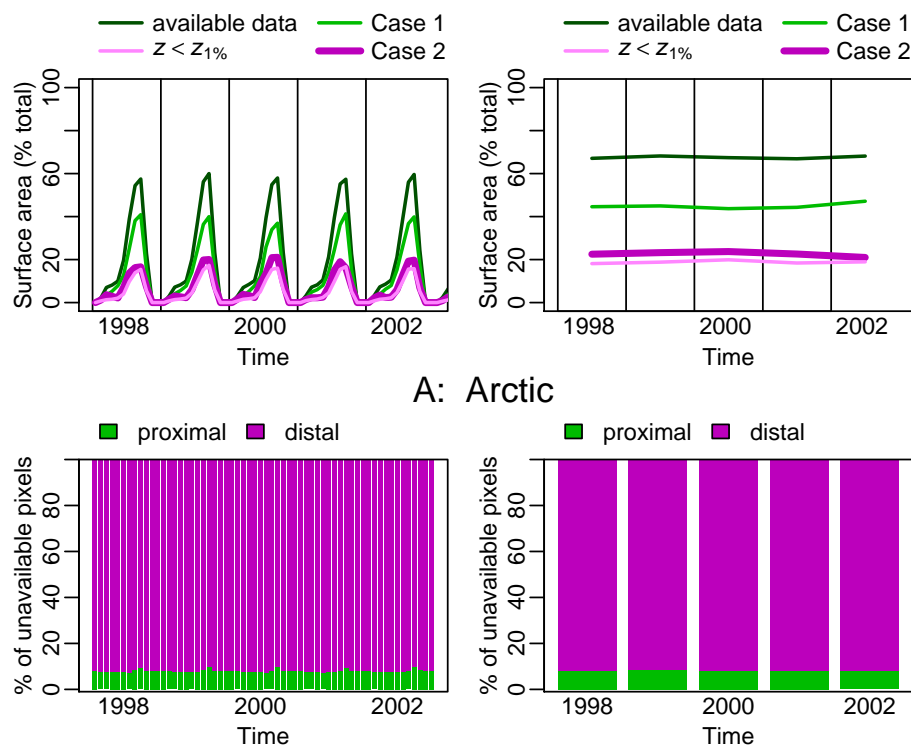 available data
Case 1
z < z1%
Case 2
available data
Case 1
z < z1%
Case 2
Surface area (% total)
100
60
20
0
1998
2000
2002
Time
Surface area (% total)
100
60
20
0
1998
2000
2002
Time
A: Arctic
proximal
distal
proximal
distal
% of unavailable pixels
80
60
40
20
0
1998
2000
2002
Time
% of unavailable pixels
80
60
40
20
0
1998
2000
2002
Time